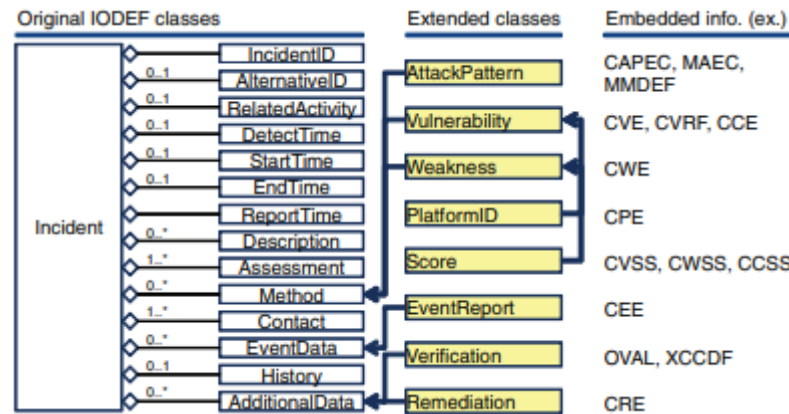 Original IODEF classes
Extended classes
Embedded info. (ex.)
Incident
IncidentID
0..1 AlternativeID
0..1 RelatedActivity
0..1 DetectTime
0..1 StartTime
0..1 EndTime
ReportTime
0..* Description
1..* Assessment
0..* Method
1..* Contact
0..* EventData
0..1 History
0..* AdditionalData
AttackPattern
Vulnerability
Weakness
PlatformID
Score
EventReport
Verification
Remediation
CAPEC, MAEC,
MMDEF
CVE, CVRF, CCE
CWE
CPE
CVSS, CWSS, CCSS
CEE
OVAL, XCCDF
CRE